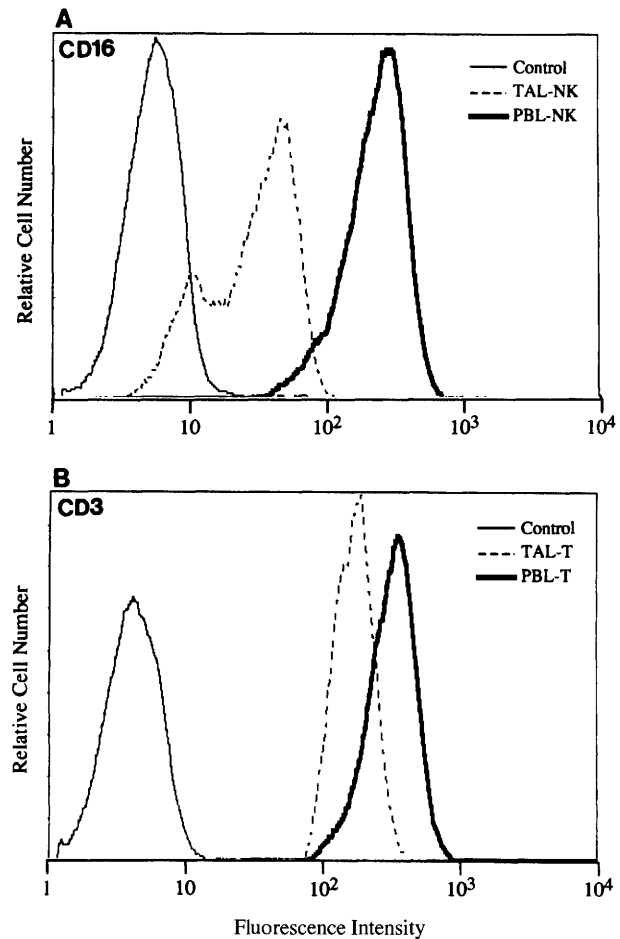 A
CD16
Control
TAL-NK
PBL-NK
Relative Cell Number
1 10 10² 10³ 10⁴
B
CD3
Control
TAL-T
PBL-T
Relative Cell Number
1 10 10² 10³ 10⁴
Fluorescence Intensity